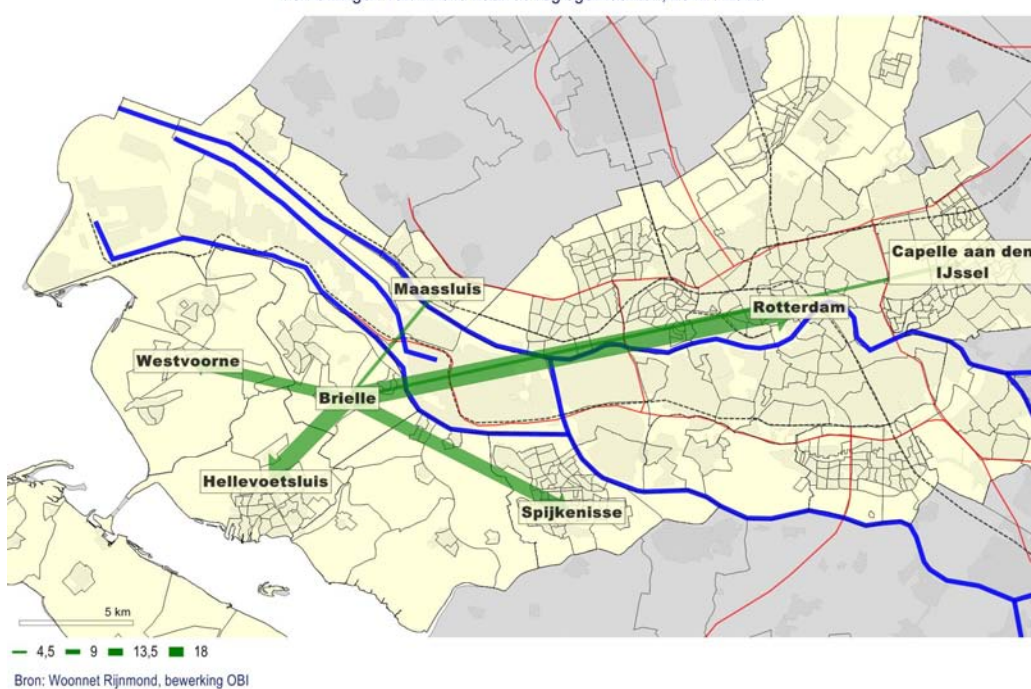 Maassluis
Capelle aan den
IJssel
Rotterdam
Westvoorne
Brielle
Hellevoetsluis
Spijkenisse
5 km
4,5 9 13,5 18
Bron: Woonnet Rijnmond, bewerking OBI